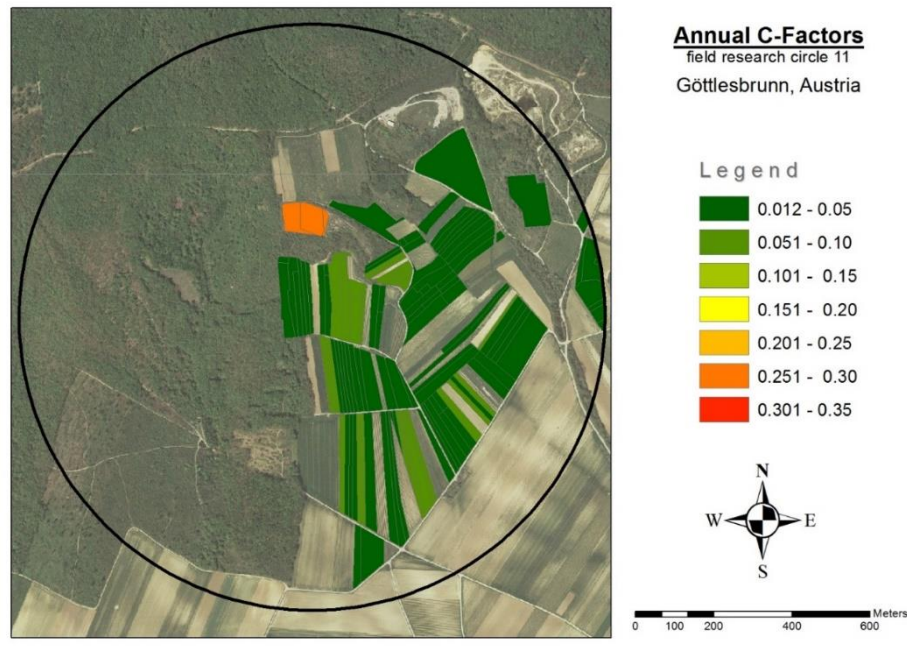 Annual C-Factors
field research circle 11
Göttlesbrunn, Austria
Legend
0.012 - 0.05
0.051 - 0.10
0.101 - 0.15
0.151 - 0.20
0.201 - 0.25
0.251 - 0.30
0.301 - 0.35
N
W E
S
Meters
0 100 200 400 600